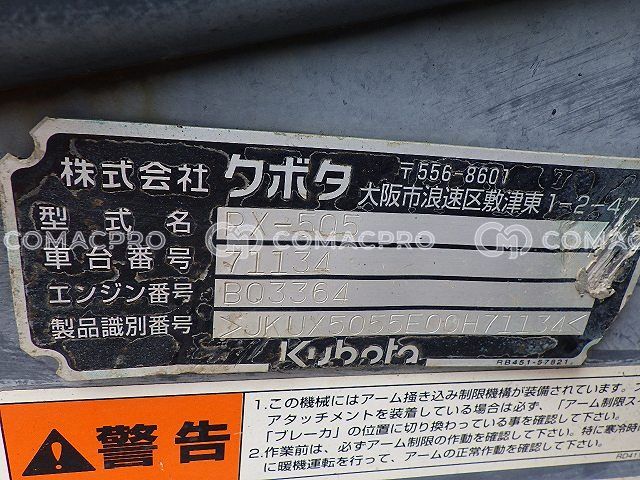 株式会社 クボタ 〒556-8601
大阪市浪速区敷津東1-2-47
型式名 RX-505
車台番号 71134
エンジン番号 BQ3364
製品識別番号 >JKUX5055E00H71134<
Kubota
RB451-57821
COMACPRO COMACPRO COMACPRO
警告
1.この機械にはアーム掻き込み制限機構が装備されています。
アタッチメントを装着している場合は必ず、「アーム制限ス
「ブレーカ」の位置に切り換わっている事を確認して下さい。
2.作業前は、必ずアーム制限の作動を確認して下さい。特に寒冷時
に暖機運転を行って、アームの正常作動を確認して下さい。
RD41